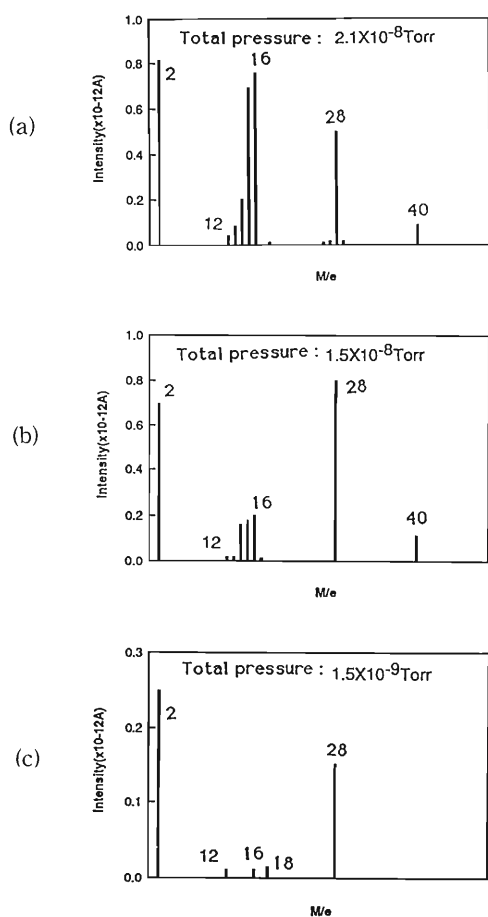 (a)
Total pressure : 2.1X10-8Torr
Intensity(x10-12A)
1.0
0.8
0.6
0.4
0.2
0.0
2
12
16
28
40
M/e
(b)
Total pressure : 1.5X10-8Torr
Intensity(x10-12A)
1.0
0.8
0.6
0.4
0.2
0.0
2
12
16
28
40
M/e
(c)
Total pressure : 1.5X10-9Torr
Intensity(x10-12A)
0.3
0.2
0.1
0.0
2
12
16
18
28
M/e